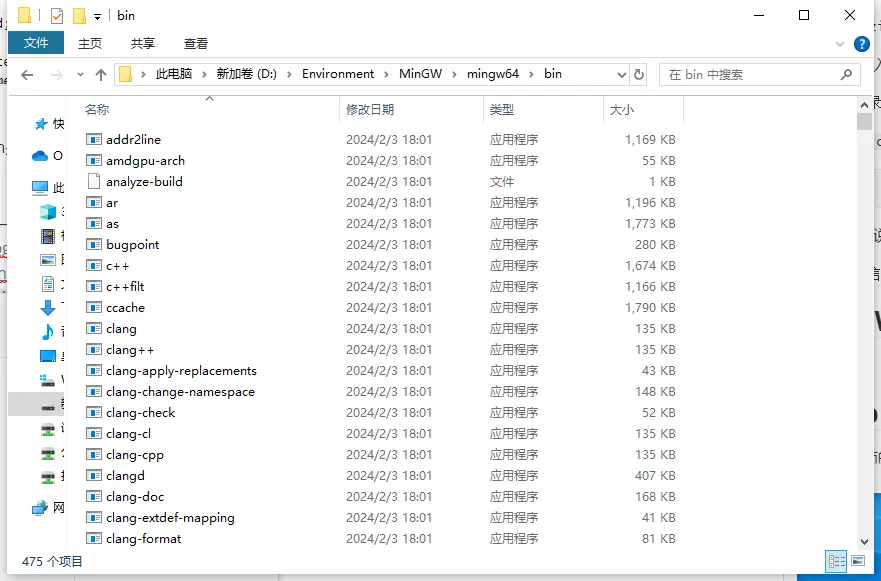 bin
文件 主页 共享 查看
此电脑 新加卷 (D:) Environment MinGW mingw64 bin 在 bin 中搜索
名称 修改日期 类型 大小
快
O
此
网
addr2line 2024/2/3 18:01 应用程序 1,169 KB
amdgpu-arch 2024/2/3 18:01 应用程序 55 KB
analyze-build 2024/2/3 18:01 文件 1 KB
ar 2024/2/3 18:01 应用程序 1,196 KB
as 2024/2/3 18:01 应用程序 1,773 KB
bugpoint 2024/2/3 18:01 应用程序 280 KB
c++ 2024/2/3 18:01 应用程序 1,674 KB
c++filt 2024/2/3 18:01 应用程序 1,166 KB
ccache 2024/2/3 18:01 应用程序 1,790 KB
clang 2024/2/3 18:01 应用程序 135 KB
clang++ 2024/2/3 18:01 应用程序 135 KB
clang-apply-replacements 2024/2/3 18:01 应用程序 43 KB
clang-change-namespace 2024/2/3 18:01 应用程序 148 KB
clang-check 2024/2/3 18:01 应用程序 52 KB
clang-cl 2024/2/3 18:01 应用程序 135 KB
clang-cpp 2024/2/3 18:01 应用程序 135 KB
clangd 2024/2/3 18:01 应用程序 407 KB
clang-doc 2024/2/3 18:01 应用程序 168 KB
clang-extdef-mapping 2024/2/3 18:01 应用程序 41 KB
clang-format 2024/2/3 18:01 应用程序 81 KB
475 个项目